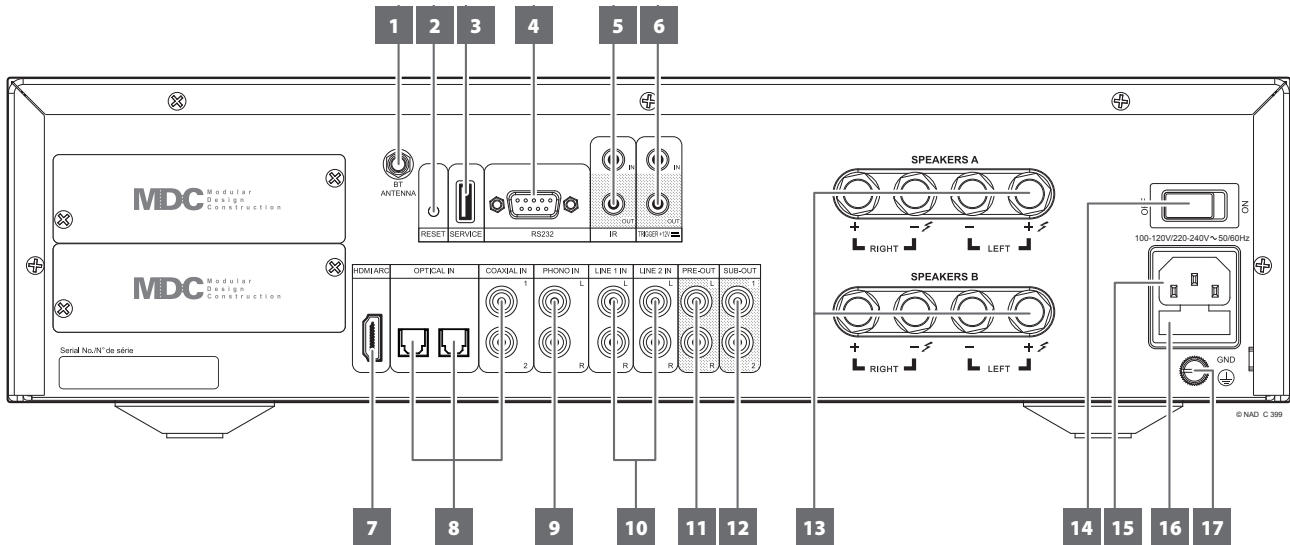 1 2 3 4 5 6
MDC Modular Design Construction
MDC Modular Design Construction
Serial No./N° de série
BT ANTENNA
RESET SERVICE RS232
IN
OUT
IR
IN
OUT
TRIGGER +12V
HDMI ARC OPTICAL IN COAXIAL IN PHONO IN LINE 1 IN LINE 2 IN PRE-OUT SUB-OUT
1 L L L L 1
2 R R R R 2
SPEAKERS A
+ - - +
RIGHT LEFT
SPEAKERS B
+ - - +
RIGHT LEFT
OFF ON
100-120V/220-240V~50/60Hz
GND
© NAD C 399
7 8 9 10 11 12 13 14 15 16 17